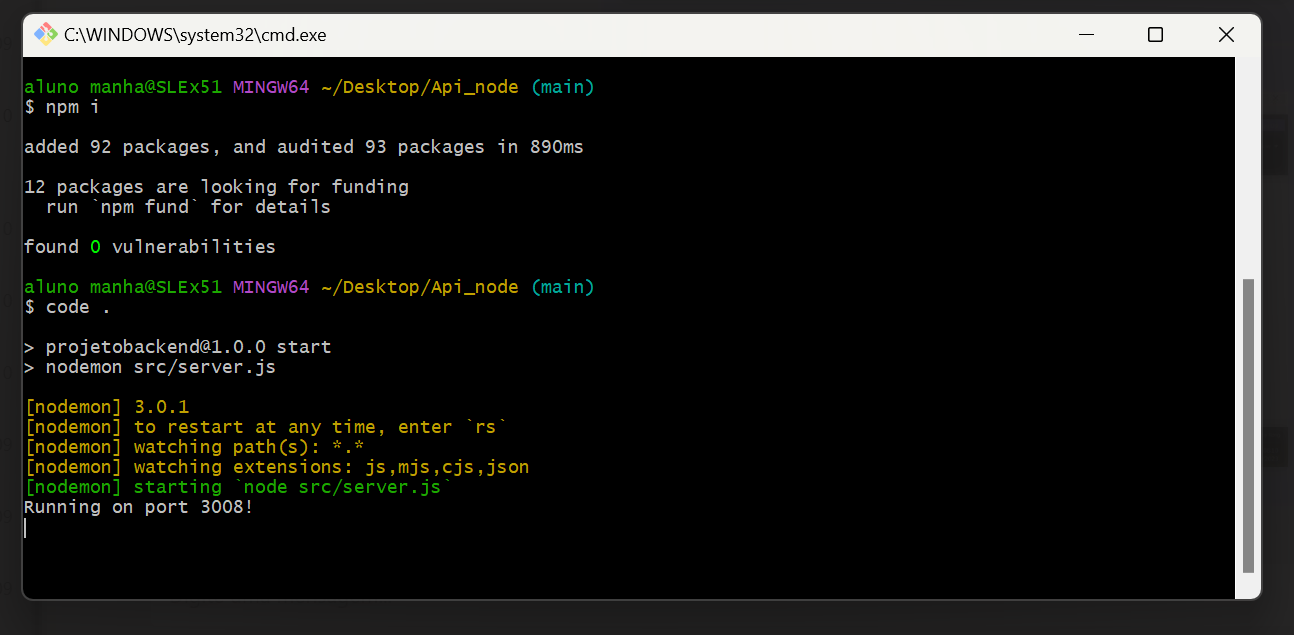 C:\WINDOWS\system32\cmd.exe
aluno manha@SLEx51 MINGW64 ~/Desktop/Api_node (main)
$ npm i
added 92 packages, and audited 93 packages in 890ms
12 packages are looking for funding
  run `npm fund` for details
found 0 vulnerabilities
aluno manha@SLEx51 MINGW64 ~/Desktop/Api_node (main)
$ code .
> projetobackend@1.0.0 start
> nodemon src/server.js
[nodemon] 3.0.1
[nodemon] to restart at any time, enter `rs`
[nodemon] watching path(s): *.*
[nodemon] watching extensions: js,mjs,cjs,json
[nodemon] starting `node src/server.js`
Running on port 3008!